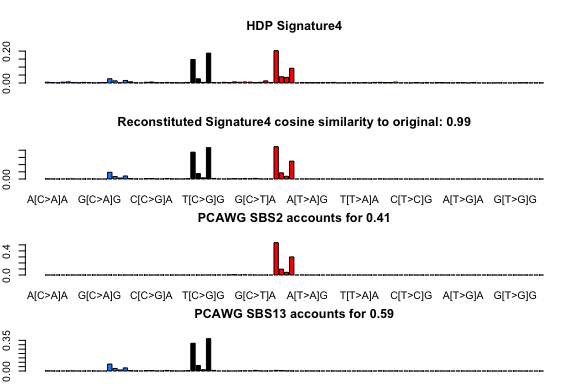 HDP Signature4
0.20
0.00
Reconstituted Signature4 cosine similarity to original: 0.99
0.00
A[C>A]A G[C>A]G C[C>G]A T[C>G]G G[C>T]A A[T>A]G T[T>A]A C[T>C]G A[T>G]A G[T>G]G
PCAWG SBS2 accounts for 0.41
0.4
0.0
A[C>A]A G[C>A]G C[C>G]A T[C>G]G G[C>T]A A[T>A]G T[T>A]A C[T>C]G A[T>G]A G[T>G]G
PCAWG SBS13 accounts for 0.59
0.35
0.00